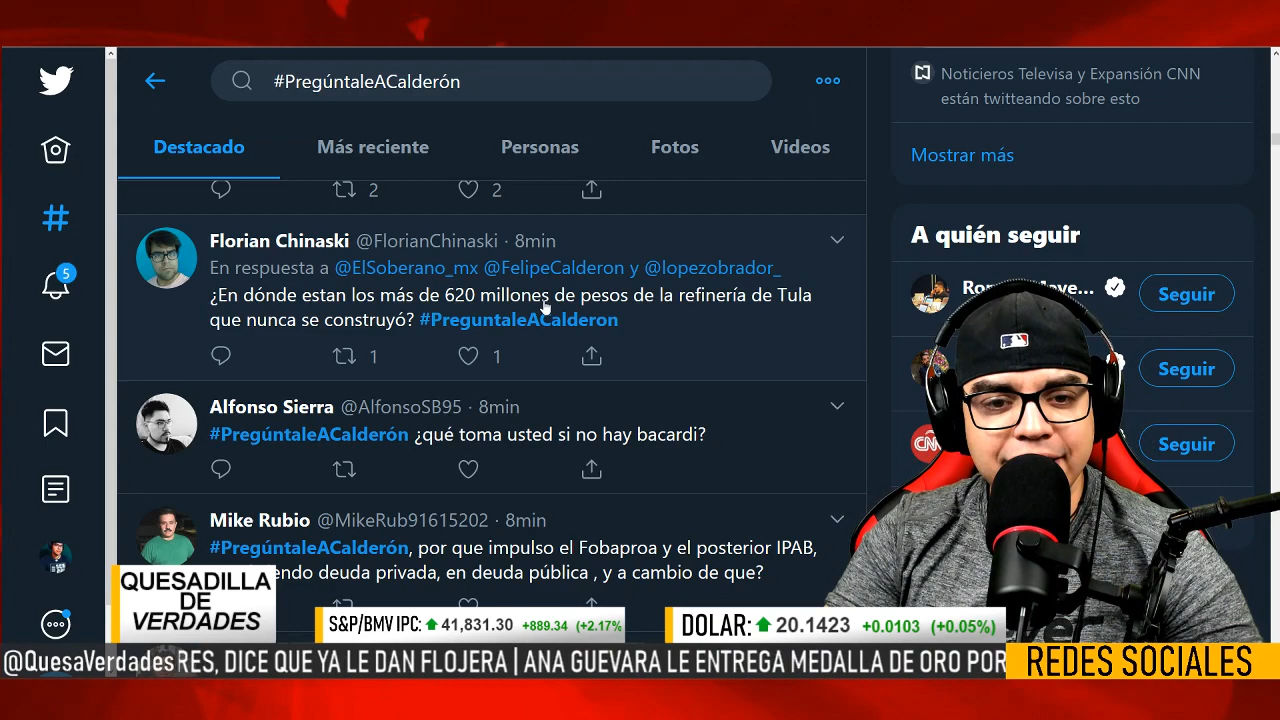 #PregúntaleACalderón
Destacado
Más reciente
Personas
Fotos
Videos
2
2
Florian Chinaski @FlorianChinaski · 8min
En respuesta a @ElSoberano_mx @FelipeCalderon y @lopezobrador_
¿En dónde estan los más de 620 millones de pesos de la refinería de Tula
que nunca se construyó? #PreguntaleACalderon
1
1
Alfonso Sierra @AlfonsoSB95 · 8min
#PregúntaleACalderón ¿qué toma usted si no hay bacardi?
Mike Rubio @MikeRub91615202 · 8min
#PregúntaleACalderón, por que impulso el Fobaproa y el posterior IPAB,
deuda privada, en deuda pública , y a cambio de que?
Noticieros Televisa y Expansión CNN
están twitteando sobre esto
Mostrar más
A quién seguir
Seguir
Seguir
CNN
Seguir
5
QUESADILLA
DE
VERDADES
S&P/BMV IPC: 41,831.30 +889.34 (+2.17%)
DOLAR: 20.1423 +0.0103 (+0.05%)
@QuesaVerdades RES, DICE QUE YA LE DAN FLOJERA | ANA GUEVARA LE ENTREGA MEDALLA DE ORO POR
REDES SOCIALES